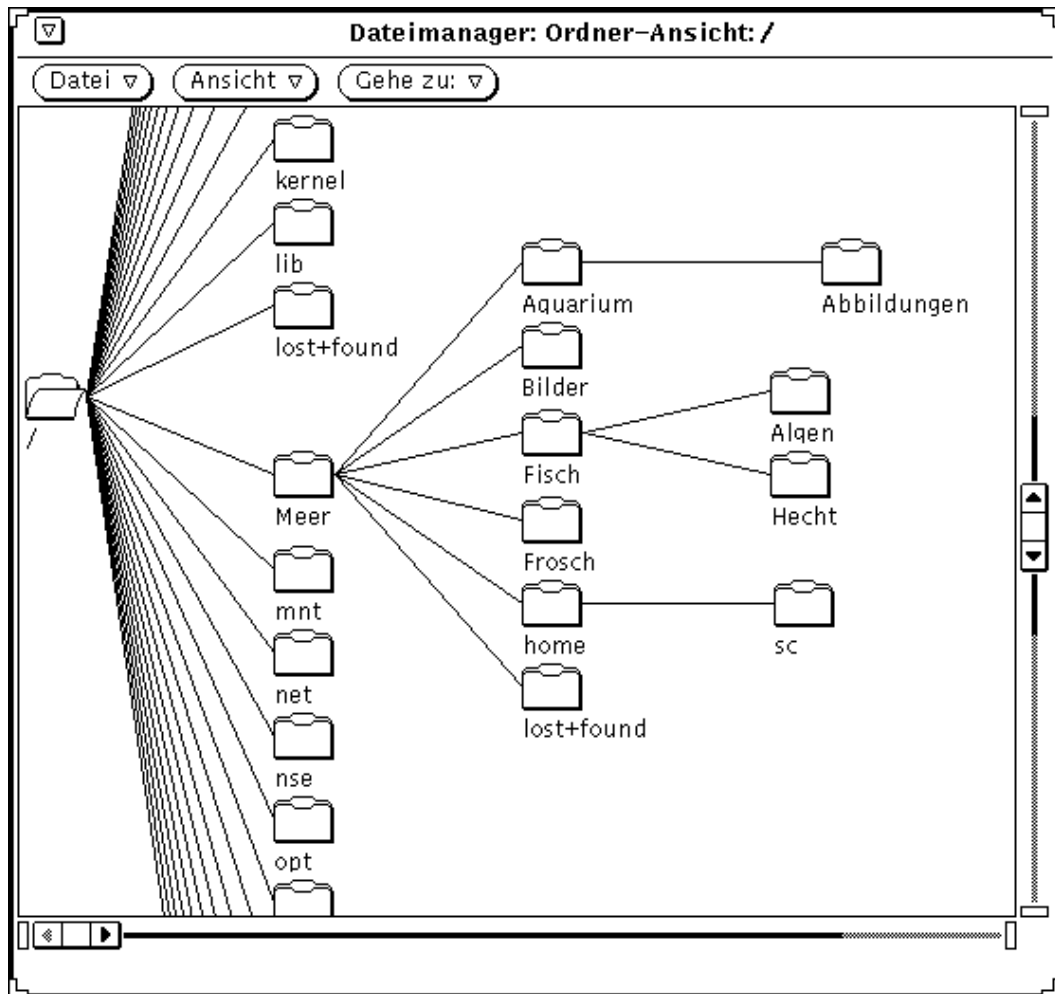 Dateimanager: Ordner-Ansicht: /
Datei
Ansicht
Gehe zu:
kernel
lib
lost+found
/
Meer
mnt
net
nse
opt
Aquarium
Bilder
Fisch
Frosch
home
lost+found
Abbildungen
Algen
Hecht
sc